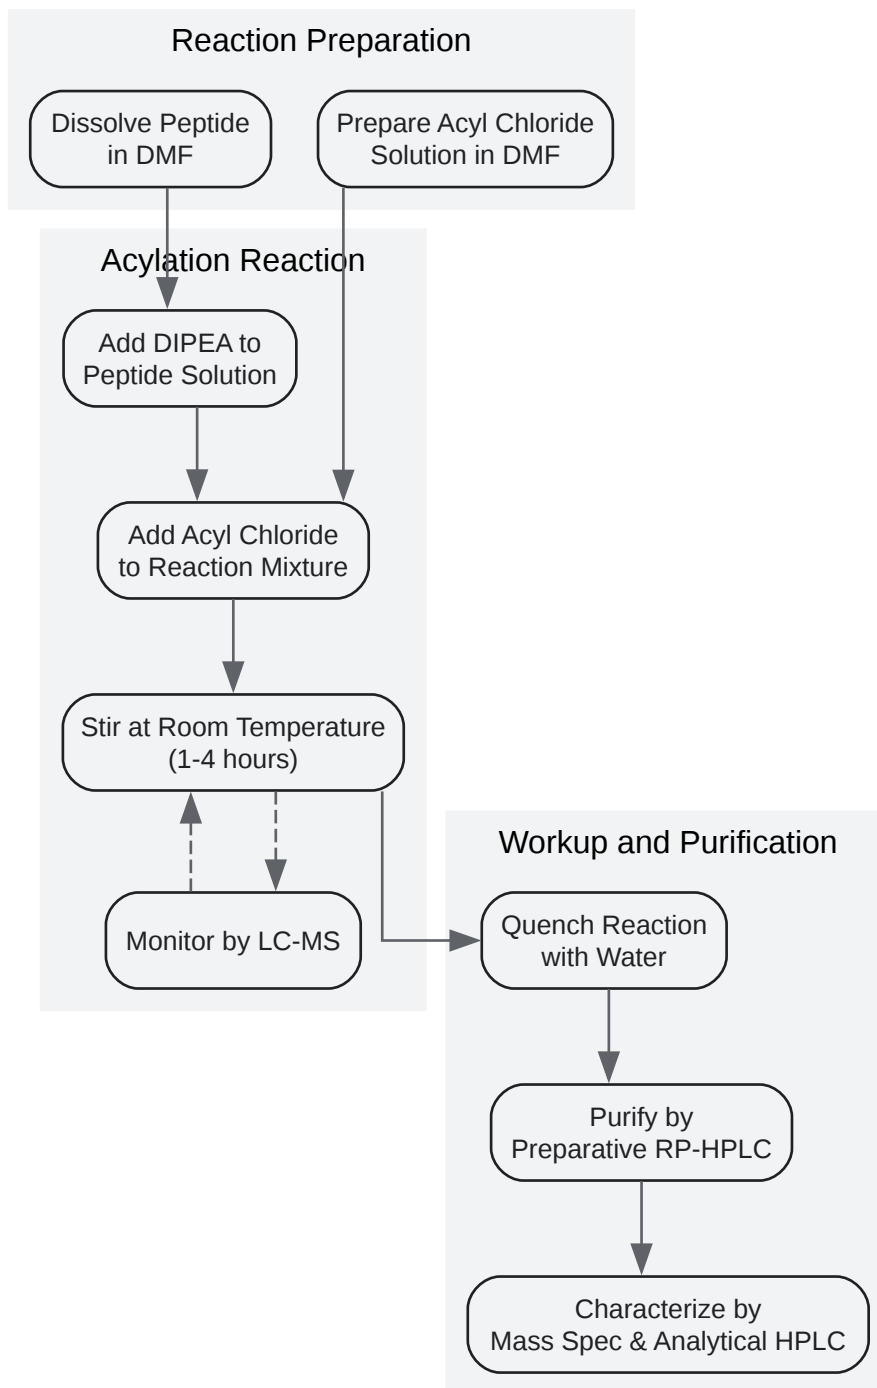 Reaction Preparation
Dissolve Peptide
in DMF
Prepare Acyl Chloride
Solution in DMF
Acylation Reaction
Add DIPEA to
Peptide Solution
Add Acyl Chloride
to Reaction Mixture
Stir at Room Temperature
(1-4 hours)
Monitor by LC-MS
Workup and Purification
Quench Reaction
with Water
Purify by
Preparative RP-HPLC
Characterize by
Mass Spec & Analytical HPLC